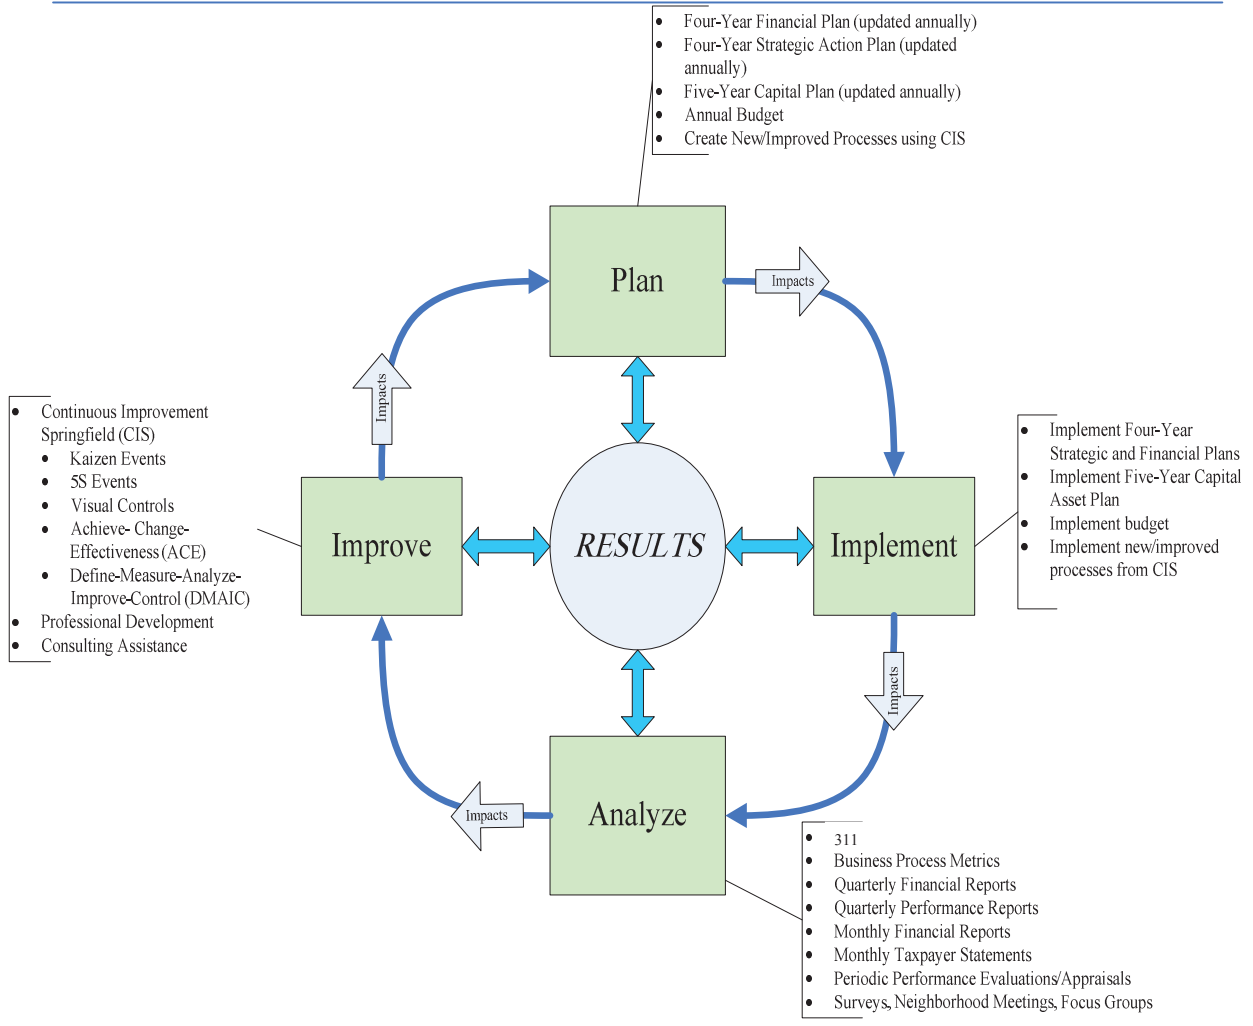 Four-Year Financial Plan (updated annually)
Four-Year Strategic Action Plan (updated
annually)
Five-Year Capital Plan (updated annually)
Annual Budget
Create New/Improved Processes using CIS
Plan
Impacts
Impacts
Continuous Improvement
Springfield (CIS)
Kaizen Events
5S Events
Visual Controls
Achieve- Change-
Effectiveness (ACE)
Define-Measure-Analyze-
Improve-Control (DMAIC)
Professional Development
Consulting Assistance
Improve
RESULTS
Implement
Implement Four-Year
Strategic and Financial Plans
Implement Five-Year Capital
Asset Plan
Implement budget
Implement new/improved
processes from CIS
Impacts
Impacts
Analyze
311
Business Process Metrics
Quarterly Financial Reports
Quarterly Performance Reports
Monthly Financial Reports
Monthly Taxpayer Statements
Periodic Performance Evaluations/Appraisals
Surveys, Neighborhood Meetings, Focus Groups